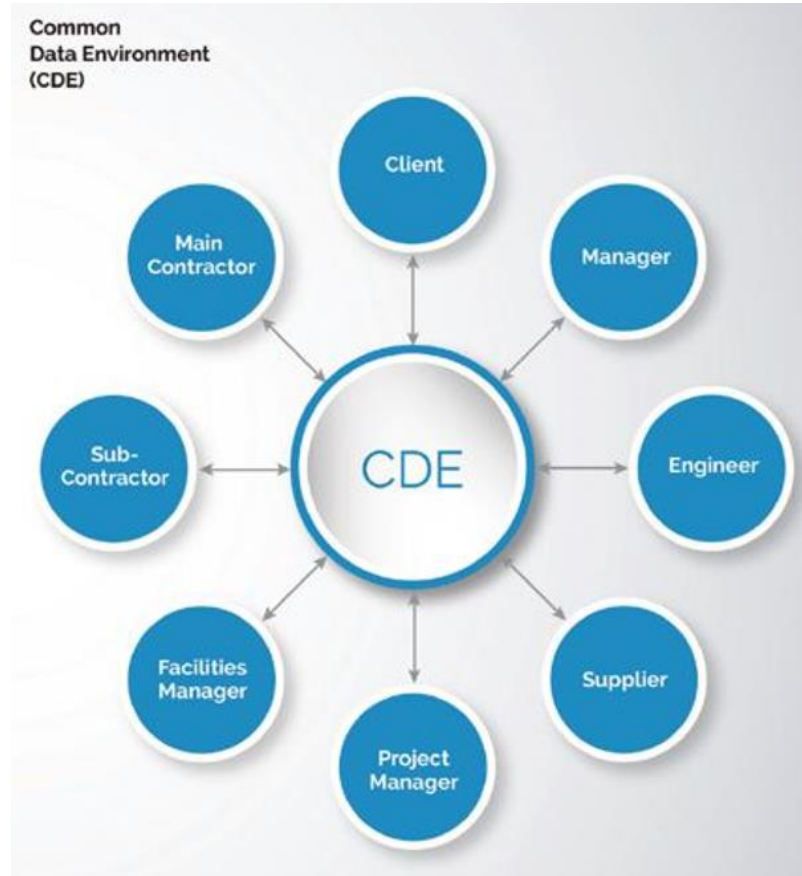 Common
Data Environment
(CDE)
Client
Manager
Main
Contractor
Sub-
Contractor
CDE
Engineer
Facilities
Manager
Supplier
Project
Manager